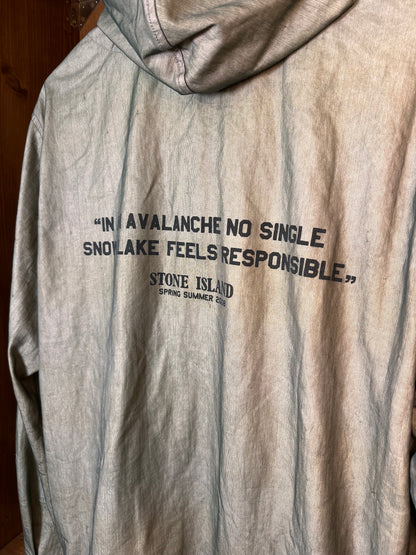 “IN A AVALANCHE NO SINGLE
SNOWFLAKE FEELS RESPONSIBLE„
STONE ISLAND
SPRING SUMMER